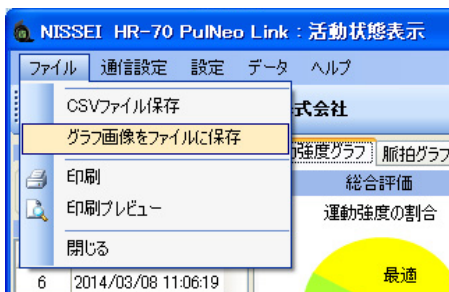 NISSEI HR-70 PulNeo Link：活動状態表示
ファイル 通信設定 設定 データ ヘルプ
CSVファイル保存
式会社
グラフ画像をファイルに保存
強度グラフ 脈拍グラフ
印刷
総合評価
印刷プレビュー
運動強度の割合
閉じる
6 2014/03/08 11:06:19
最適